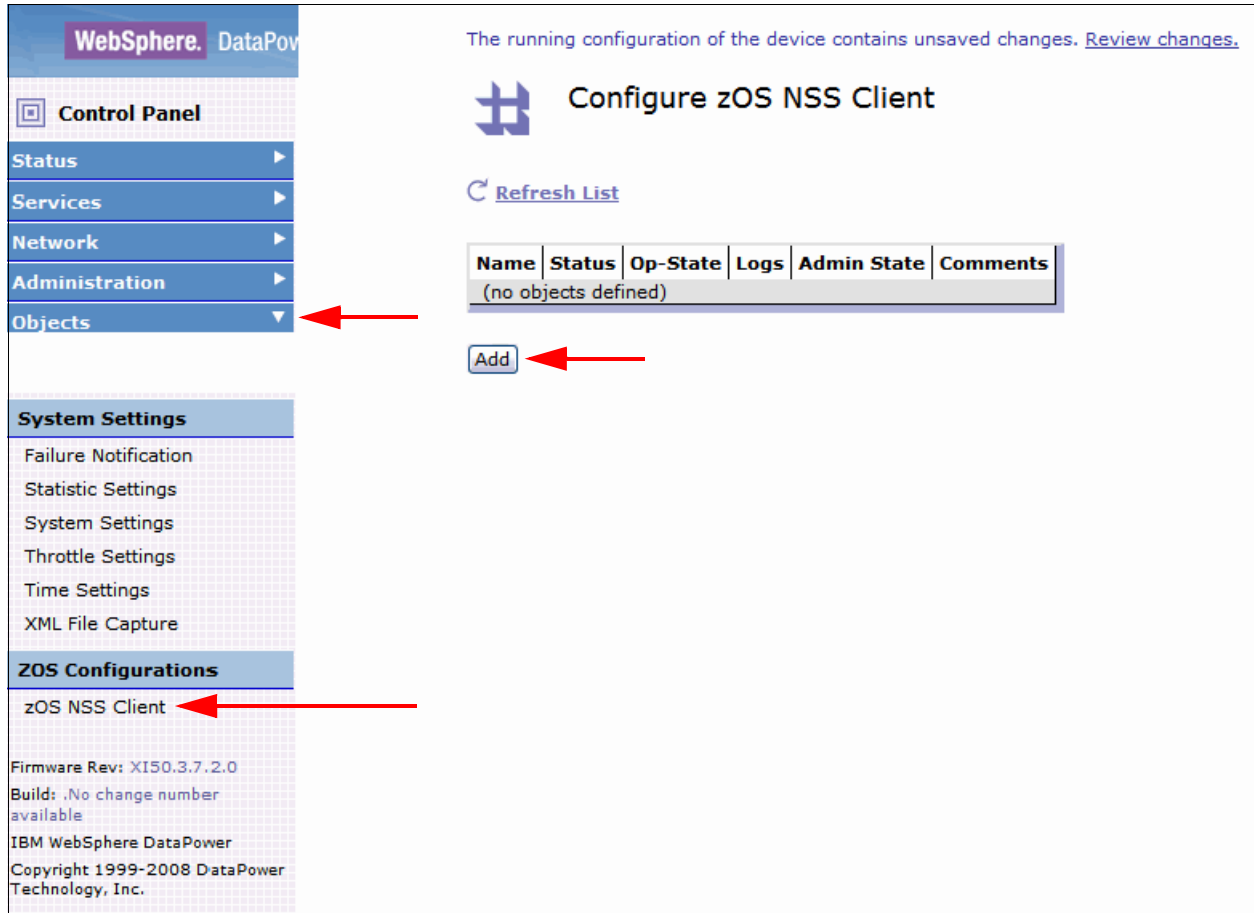 WebSphere. DataPow
Control Panel
Status
Services
Network
Administration
Objects
System Settings
Failure Notification
Statistic Settings
System Settings
Throttle Settings
Time Settings
XML File Capture
ZOS Configurations
zOS NSS Client
Firmware Rev: XI50.3.7.2.0
Build: .No change number
available
IBM WebSphere DataPower
Copyright 1999-2008 DataPower
Technology, Inc.
The running configuration of the device contains unsaved changes. Review changes.
Configure zOS NSS Client
Refresh List
Name Status Op-State Logs Admin State Comments
(no objects defined)
Add